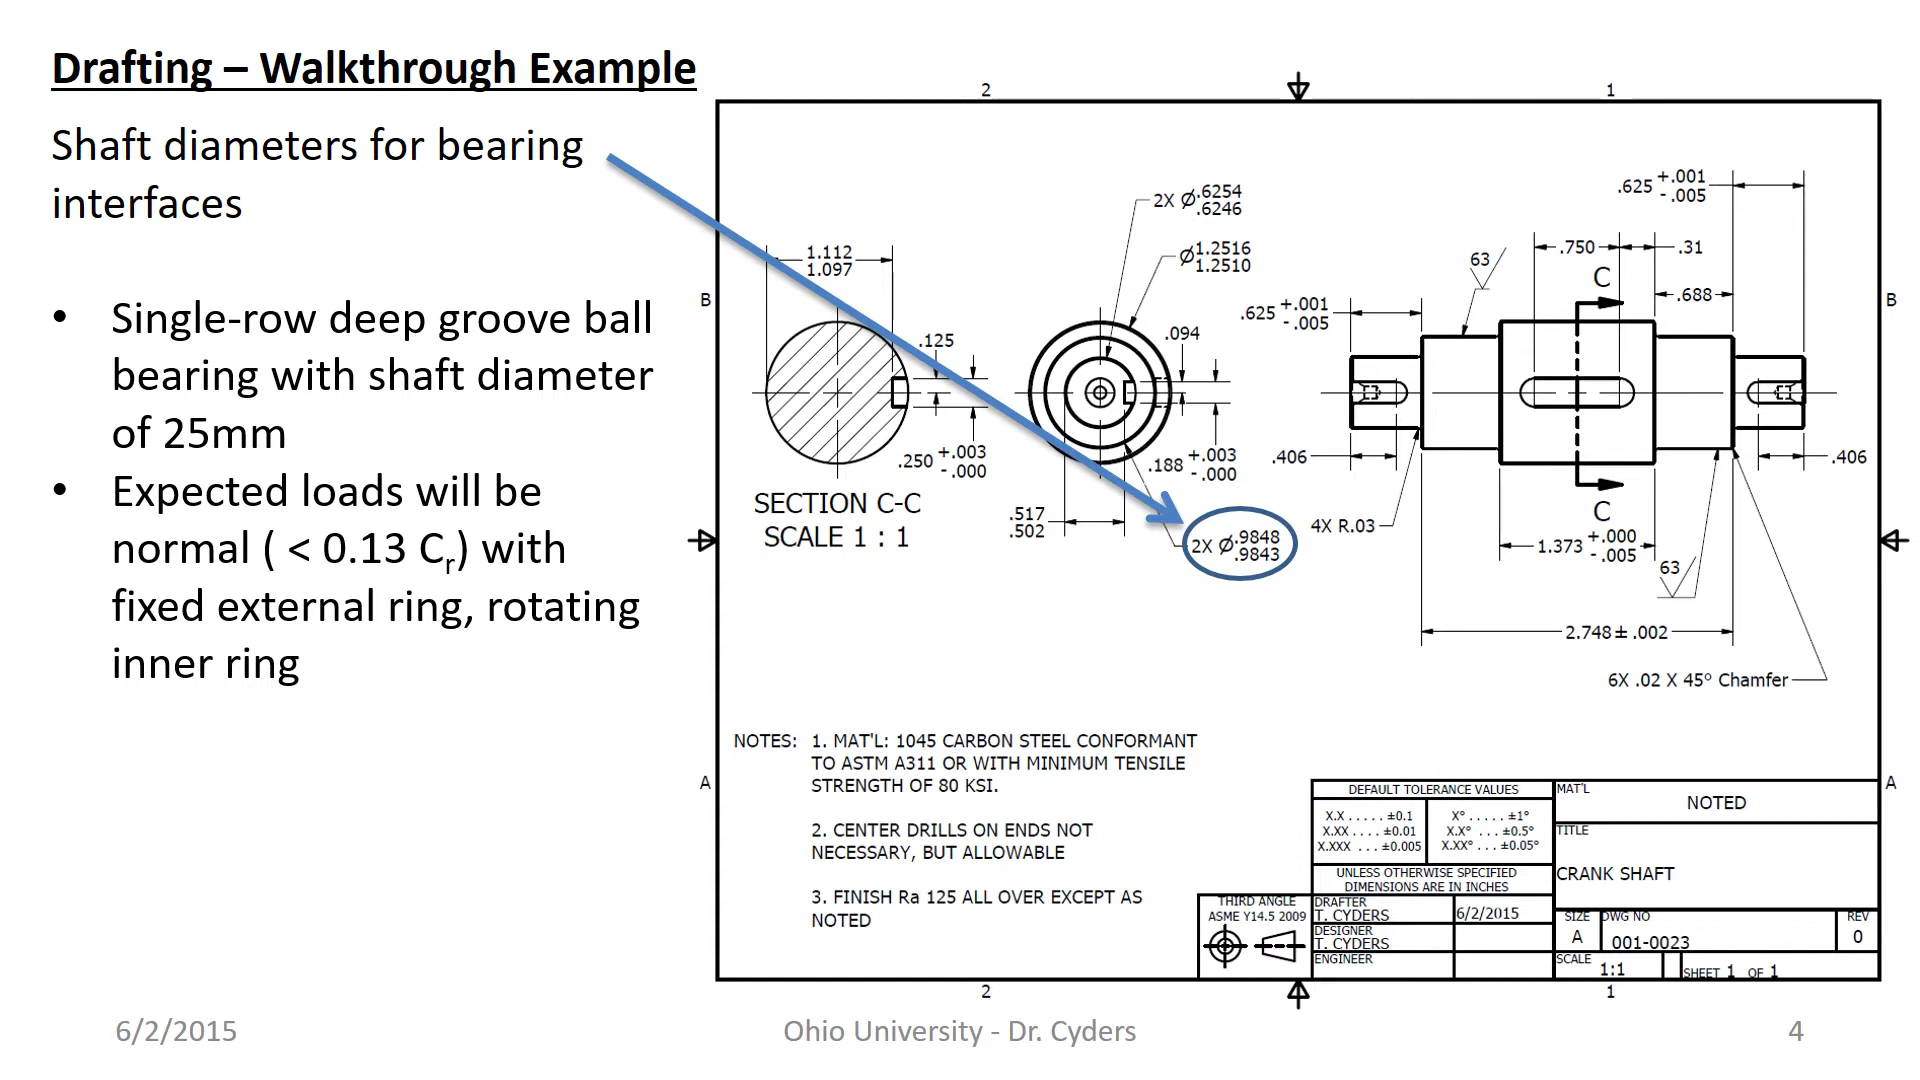 Drafting – Walkthrough Example
Shaft diameters for bearing
interfaces
• Single-row deep groove ball
bearing with shaft diameter
of 25mm
• Expected loads will be
normal ( < 0.13 Cr) with
fixed external ring, rotating
inner ring
2
1
B
B
A
A
2
1
1.112
1.097
.125
.250 +.003
-.000
SECTION C-C
SCALE 1 : 1
2X Ø.6254
.6246
Ø1.2516
1.2510
.094
.188 +.003
-.000
.517
.502
2X Ø.9848
.9843
.625 +.001
-.005
.625 +.001
-.005
63
.750
.31
C
.688
.406
.406
4X R.03
C
1.373 +.000
-.005
63
2.748± .002
6X .02 X 45° Chamfer
NOTES: 1. MAT'L: 1045 CARBON STEEL CONFORMANT
TO ASTM A311 OR WITH MINIMUM TENSILE
STRENGTH OF 80 KSI.
2. CENTER DRILLS ON ENDS NOT
NECESSARY, BUT ALLOWABLE
3. FINISH Ra 125 ALL OVER EXCEPT AS
NOTED
DEFAULT TOLERANCE VALUES
X.X . . . . . ±0.1
X.XX . . . . ±0.01
X.XXX . . . ±0.005
X° . . . . . ±1°
X.X° . . . ±0.5°
X.XX° . . . ±0.05°
UNLESS OTHERWISE SPECIFIED
DIMENSIONS ARE IN INCHES
THIRD ANGLE
ASME Y14.5 2009
DRAFTER
T. CYDERS
6/2/2015
DESIGNER
T. CYDERS
ENGINEER
MAT'L
NOTED
TITLE
CRANK SHAFT
SIZE
A
DWG NO
001-0023
REV
0
SCALE
1:1
SHEET 1 OF 1
6/2/2015
Ohio University - Dr. Cyders
4